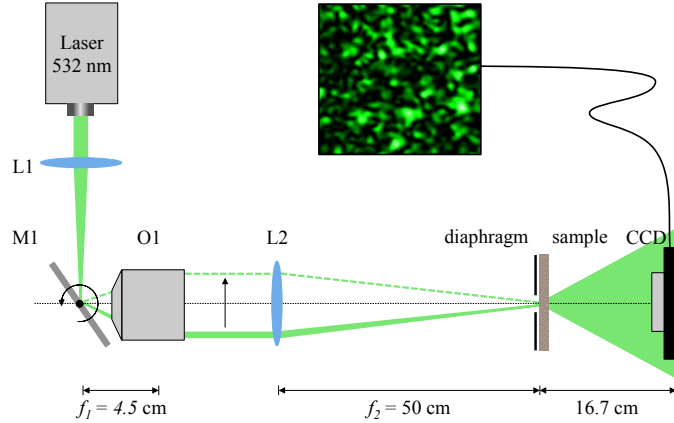 Laser
532 nm
L1
M1
O1
L2
diaphragm
sample
CCD
f₁ = 4.5 cm
f₂ = 50 cm
16.7 cm